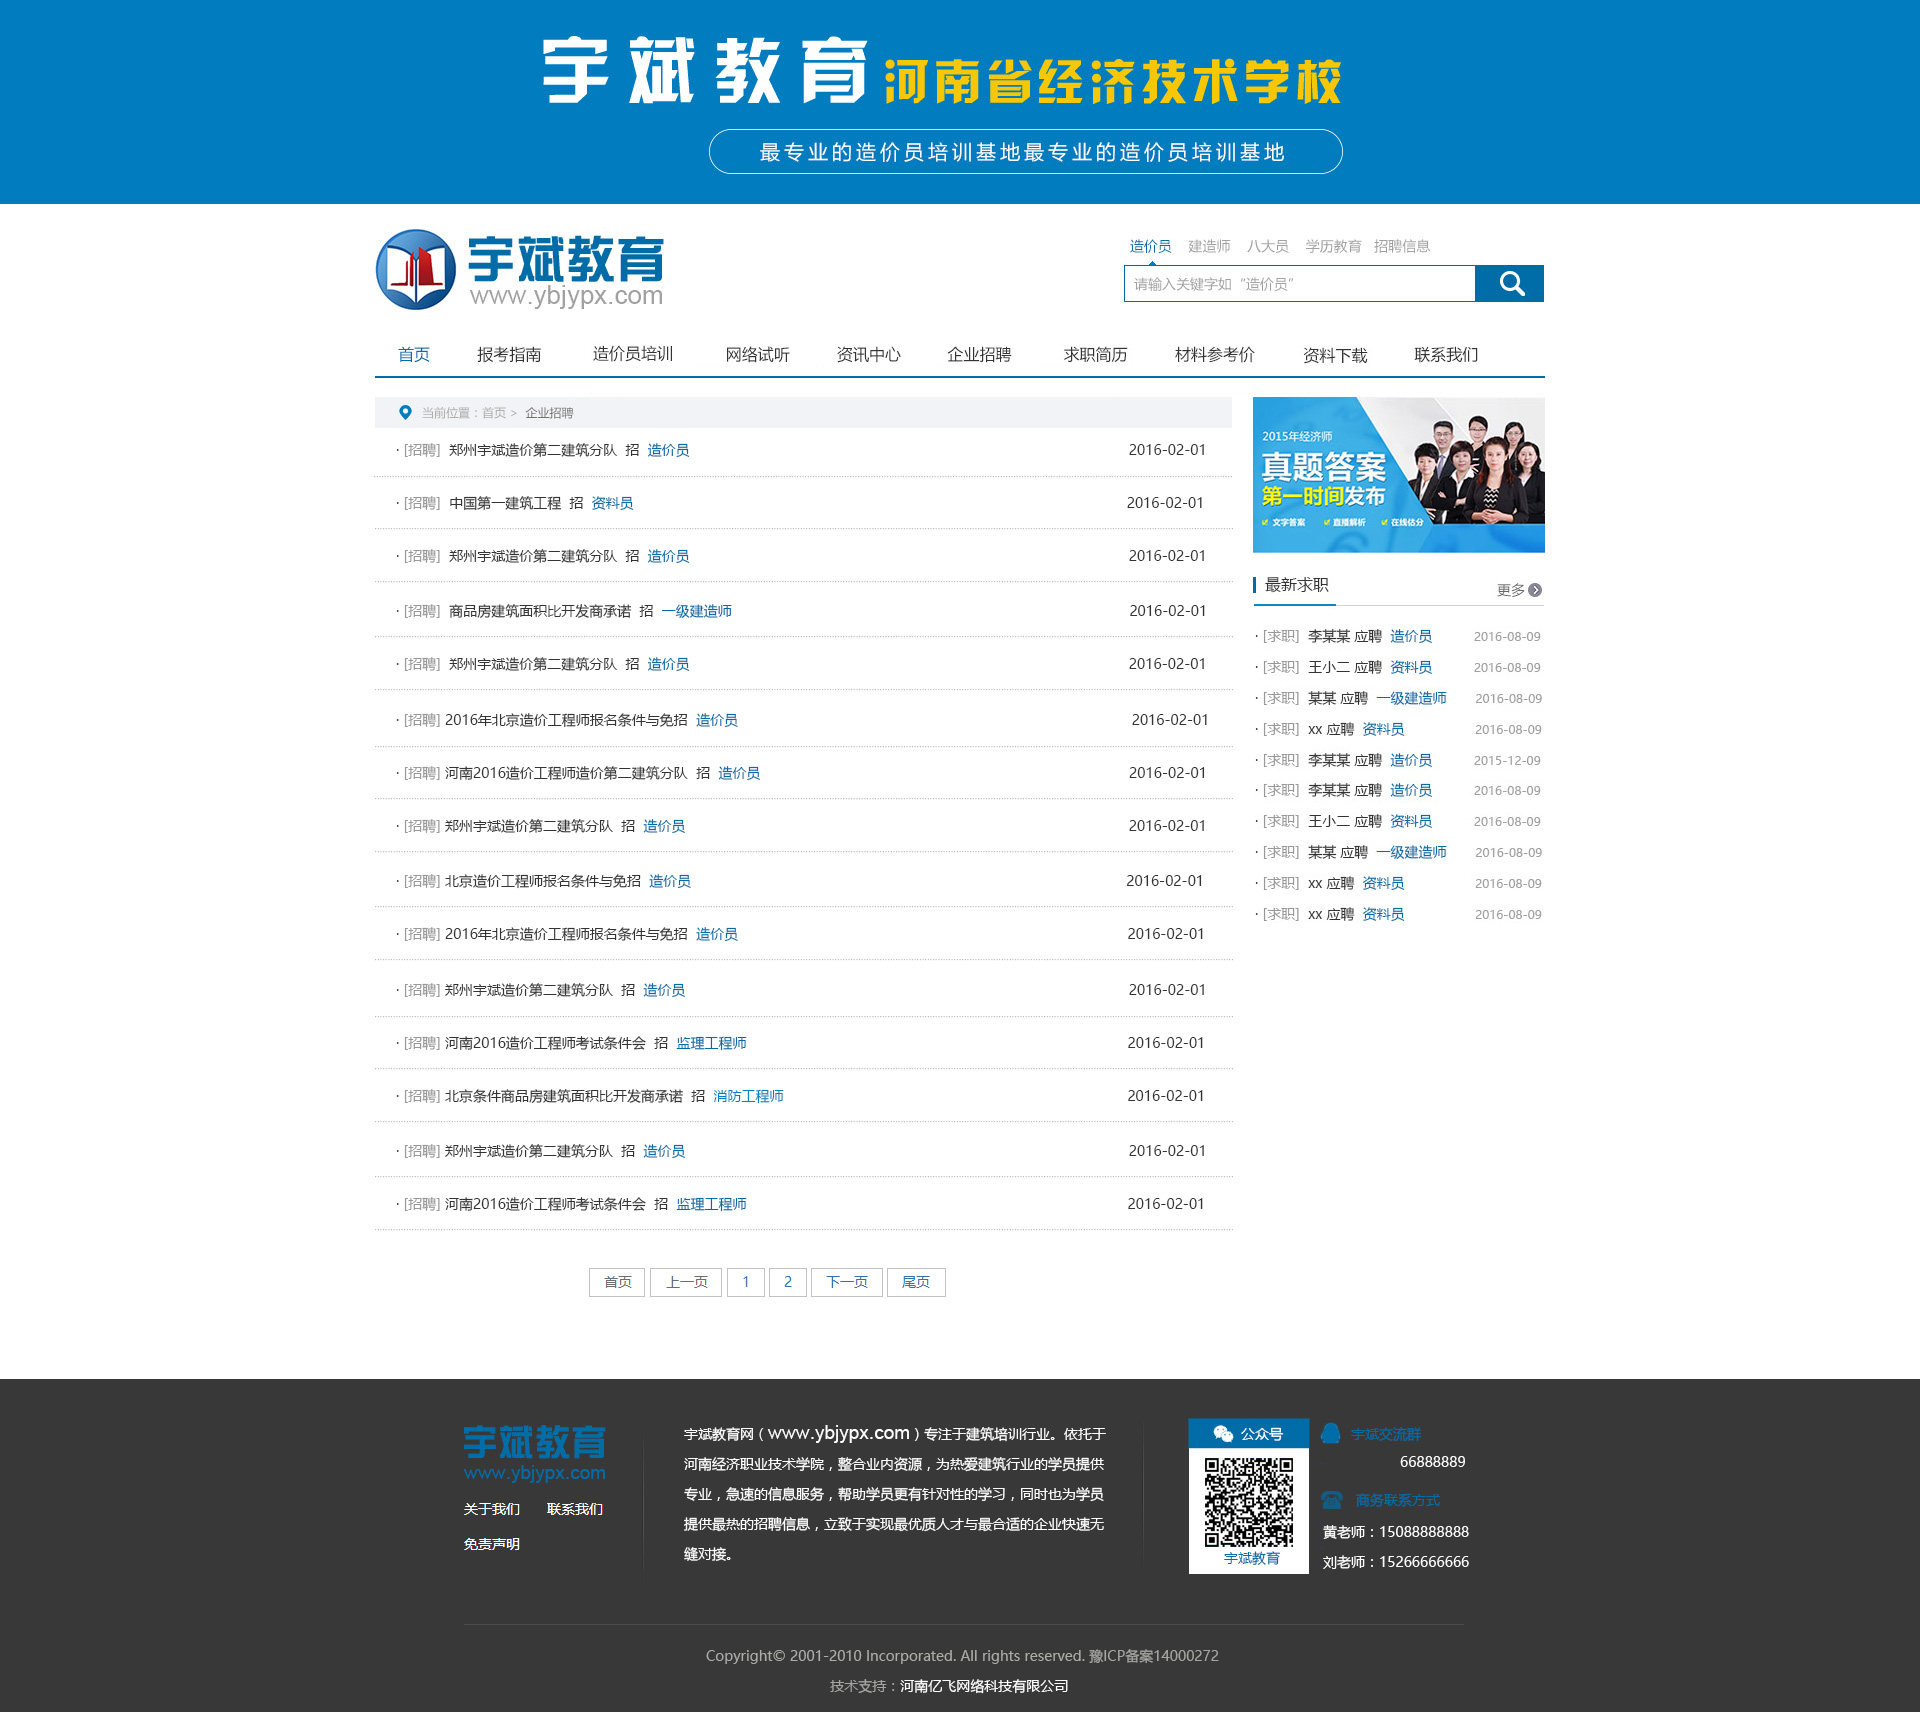 宇斌教育 河南省经济技术学校
最专业的造价员培训基地最专业的造价员培训基地
宇斌教育
www.ybjypx.com
造价员 建造师 八大员 学历教育 招聘信息
请输入关键字如“造价员”
首页 报考指南 造价员培训 网络试听 资讯中心 企业招聘 求职简历 材料参考价 资料下载 联系我们
当前位置：首页 > 企业招聘
· [招聘] 郑州宇斌造价第二建筑分队 招 造价员 2016-02-01
· [招聘] 中国第一建筑工程 招 资料员 2016-02-01
· [招聘] 郑州宇斌造价第二建筑分队 招 造价员 2016-02-01
· [招聘] 商品房建筑面积比开发商承诺 招 一级建造师 2016-02-01
· [招聘] 郑州宇斌造价第二建筑分队 招 造价员 2016-02-01
· [招聘] 2016年北京造价工程师报名条件与免招 造价员 2016-02-01
· [招聘] 河南2016造价工程师造价第二建筑分队 招 造价员 2016-02-01
· [招聘] 郑州宇斌造价第二建筑分队 招 造价员 2016-02-01
· [招聘] 北京造价工程师报名条件与免招 造价员 2016-02-01
· [招聘] 2016年北京造价工程师报名条件与免招 造价员 2016-02-01
· [招聘] 郑州宇斌造价第二建筑分队 招 造价员 2016-02-01
· [招聘] 河南2016造价工程师考试条件会 招 监理工程师 2016-02-01
· [招聘] 北京条件商品房建筑面积比开发商承诺 招 消防工程师 2016-02-01
· [招聘] 郑州宇斌造价第二建筑分队 招 造价员 2016-02-01
· [招聘] 河南2016造价工程师考试条件会 招 监理工程师 2016-02-01
首页 上一页 1 2 下一页 尾页
2015年经济师
真题答案
第一时间发布
文字答案 直播解析 在线估分
最新求职 更多
· [求职] 李某某 应聘 造价员 2016-08-09
· [求职] 王小二 应聘 资料员 2016-08-09
· [求职] 某某 应聘 一级建造师 2016-08-09
· [求职] xx 应聘 资料员 2016-08-09
· [求职] 李某某 应聘 造价员 2015-12-09
· [求职] 李某某 应聘 造价员 2016-08-09
· [求职] 王小二 应聘 资料员 2016-08-09
· [求职] 某某 应聘 一级建造师 2016-08-09
· [求职] xx 应聘 资料员 2016-08-09
· [求职] xx 应聘 资料员 2016-08-09
宇斌教育
www.ybjypx.com
关于我们 联系我们
免责声明
宇斌教育网（www.ybjypx.com）专注于建筑培训行业。依托于
河南经济职业技术学院，整合业内资源，为热爱建筑行业的学员提供
专业，急速的信息服务，帮助学员更有针对性的学习，同时也为学员
提供最热的招聘信息，立致于实现最优质人才与最合适的企业快速无
缝对接。
公众号
宇斌教育
宇斌交流群
66888889
商务联系方式
黄老师：15088888888
刘老师：15266666666
Copyright© 2001-2010 Incorporated. All rights reserved. 豫ICP备案14000272
技术支持：河南亿飞网络科技有限公司